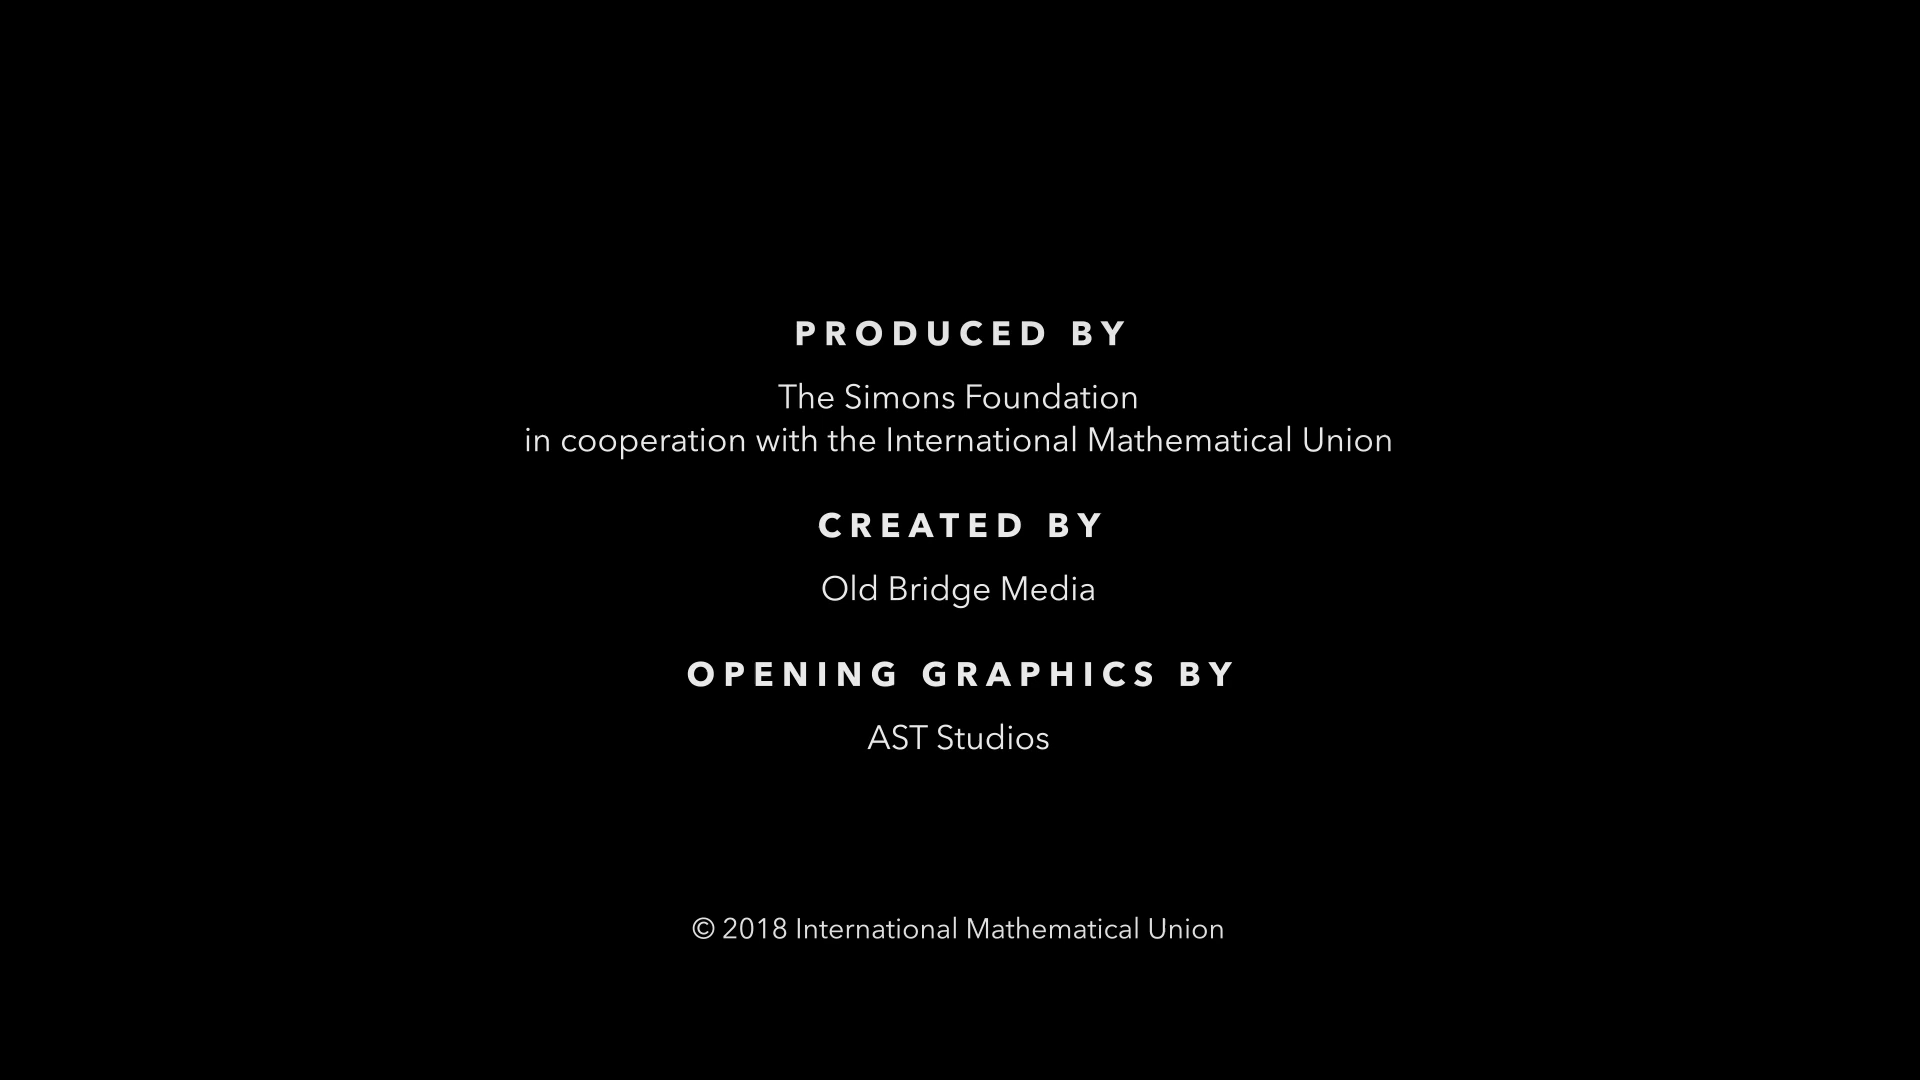 PRODUCED BY
The Simons Foundation
in cooperation with the International Mathematical Union
CREATED BY
Old Bridge Media
OPENING GRAPHICS BY
AST Studios
© 2018 International Mathematical Union